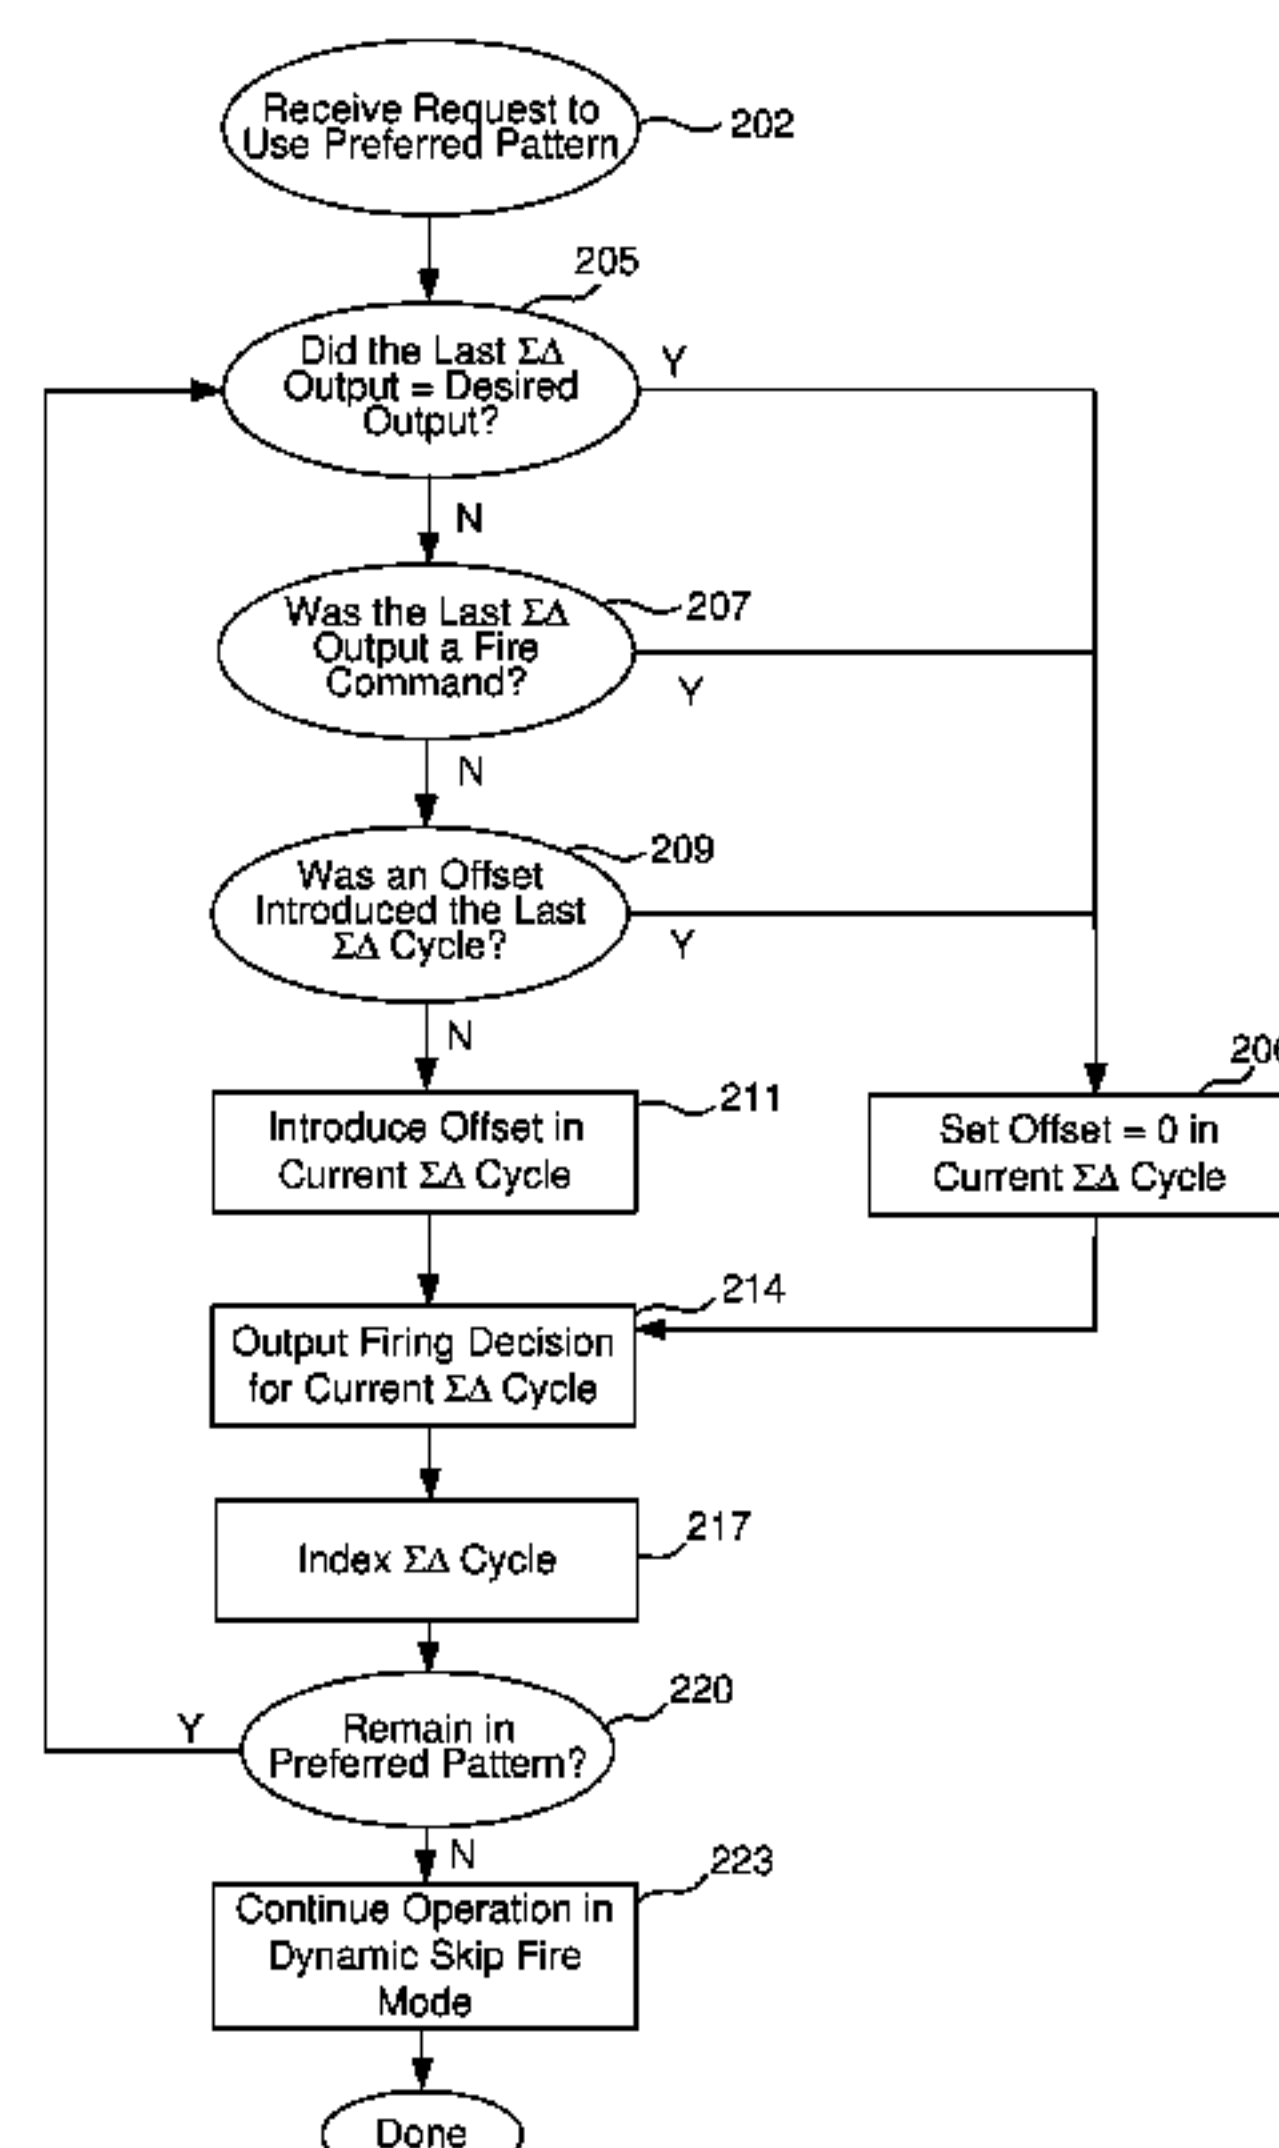 Receive Request to
Use Preferred Pattern
202
205
Did the Last ΣΔ
Output = Desired
Output?
Y
N
Was the Last ΣΔ
Output a Fire
Command?
207
Y
N
Was an Offset
Introduced the Last
ΣΔ Cycle?
209
Y
N
Introduce Offset in
Current ΣΔ Cycle
211
Set Offset = 0 in
Current ΣΔ Cycle
Output Firing Decision
for Current ΣΔ Cycle
214
Index ΣΔ Cycle
217
Remain in
Preferred Pattern?
220
Y
N
Continue Operation in
Dynamic Skip Fire
Mode
223
Done